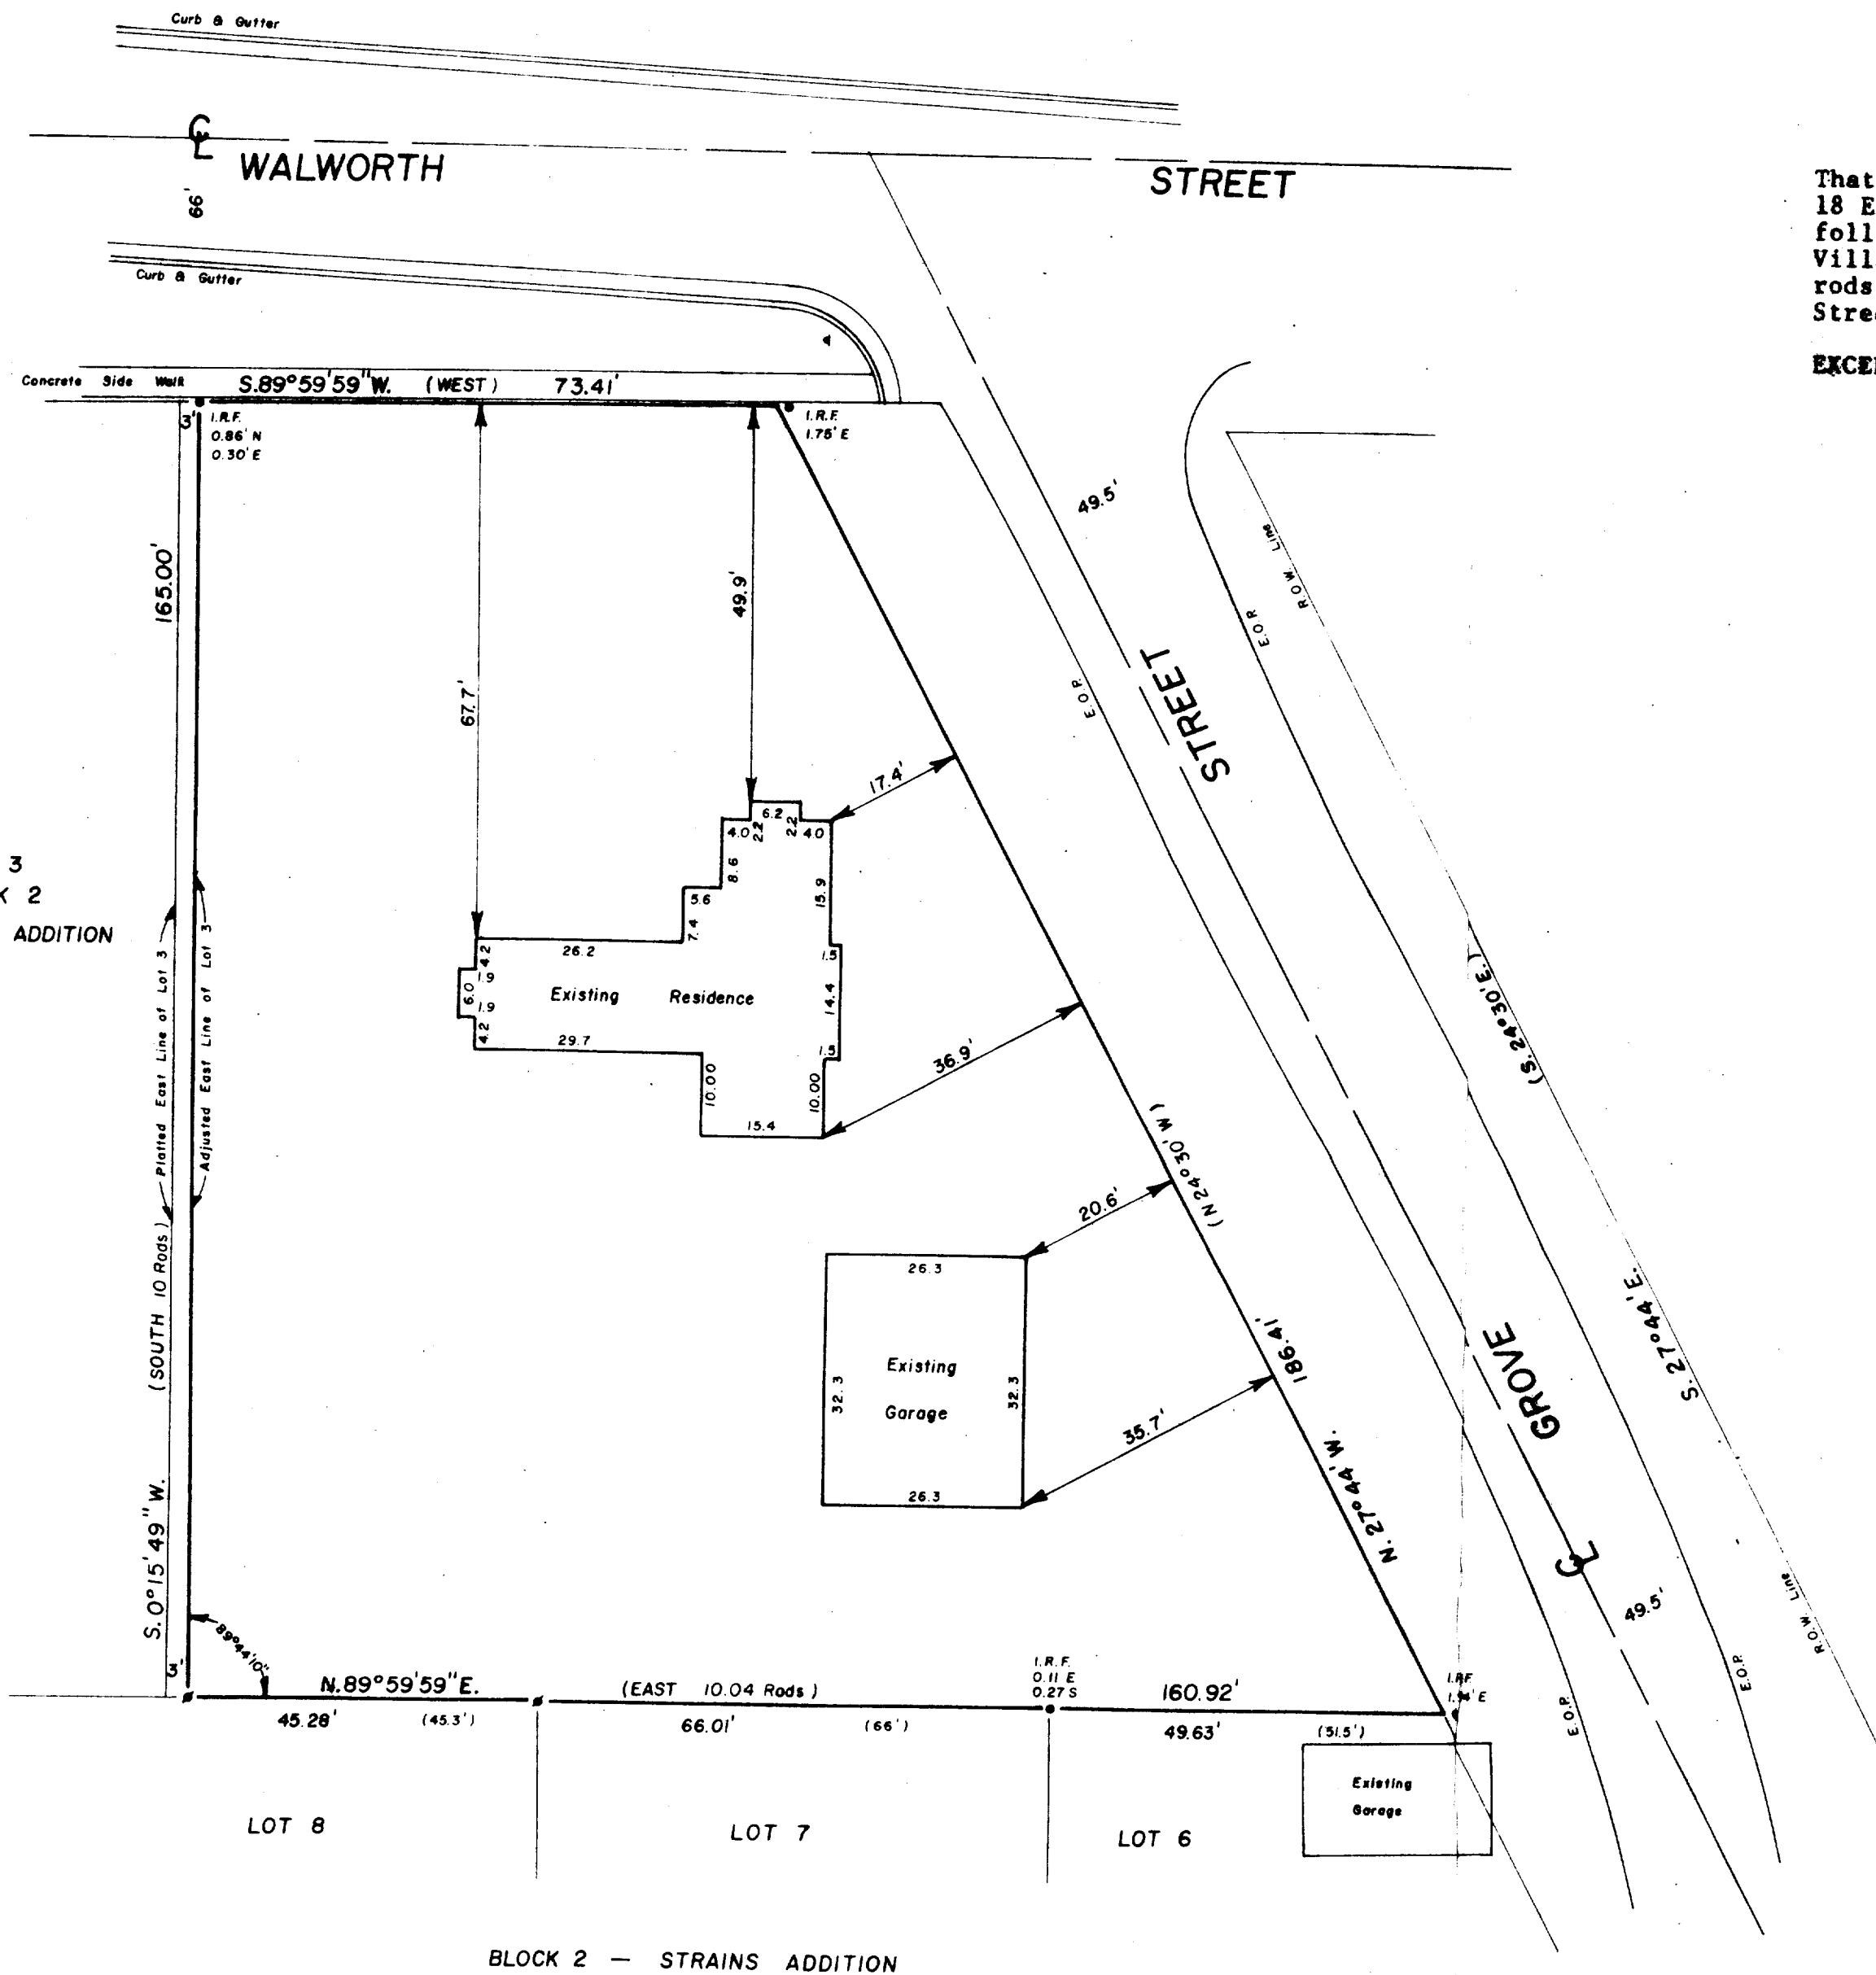 Curb & Gutter
℄
WALWORTH STREET
66'
Curb & Gutter
Concrete Side Walk
S.89°59'59"W. (WEST) 73.41'
3'
I.R.F.
0.86' N
0.30' E
I.R.F.
1.75' E
That
18 E
foll
Vill
rods
Stre
EXCE
165.00'
67.7'
49.9'
17.4'
49.5'
R.O.W. Line
E.O.P.
E.O.P.
STREET
6.2
4.0
2.2
2.2
4.0
8.6
5.6
7.4
15.9
1.5
14.4
1.5
26.2
4.2
1.9
6.0
1.9
4.2
29.7
Existing Residence
10.00
10.00
15.4
36.9'
3
K 2
ADDITION
Platted East Line of Lot 3
Adjusted East Line of Lot 3
(SOUTH 10 Rods)
S.0°15'49"W.
(S.24°30'E.)
S.27°44'E.
(N24°30'W)
186.41'
N.27°44'W.
20.6'
26.3
32.3
32.3
Existing
Garage
26.3
35.7'
GROVE
℄
49.5'
R.O.W. Line
E.O.P.
E.O.P.
89°44'10"
3'
N.89°59'59"E. (EAST 10.04 Rods) 160.92'
I.R.F.
0.11 E
0.27 S
I.R.F.
45.28' (45.3') 66.01' (66') 49.63' (51.5')
Existing
Garage
LOT 8
LOT 7
LOT 6
BLOCK 2 — STRAINS ADDITION